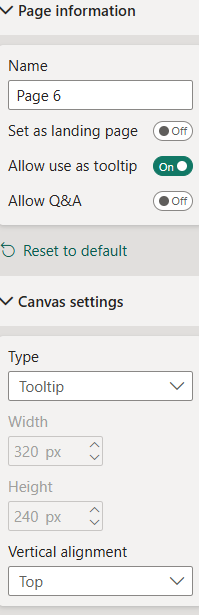 Page information
Name
Page 6
Set as landing page Off
Allow use as tooltip On
Allow Q&A Off
Reset to default
Canvas settings
Type
Tooltip
Width
320 px
Height
240 px
Vertical alignment
Top